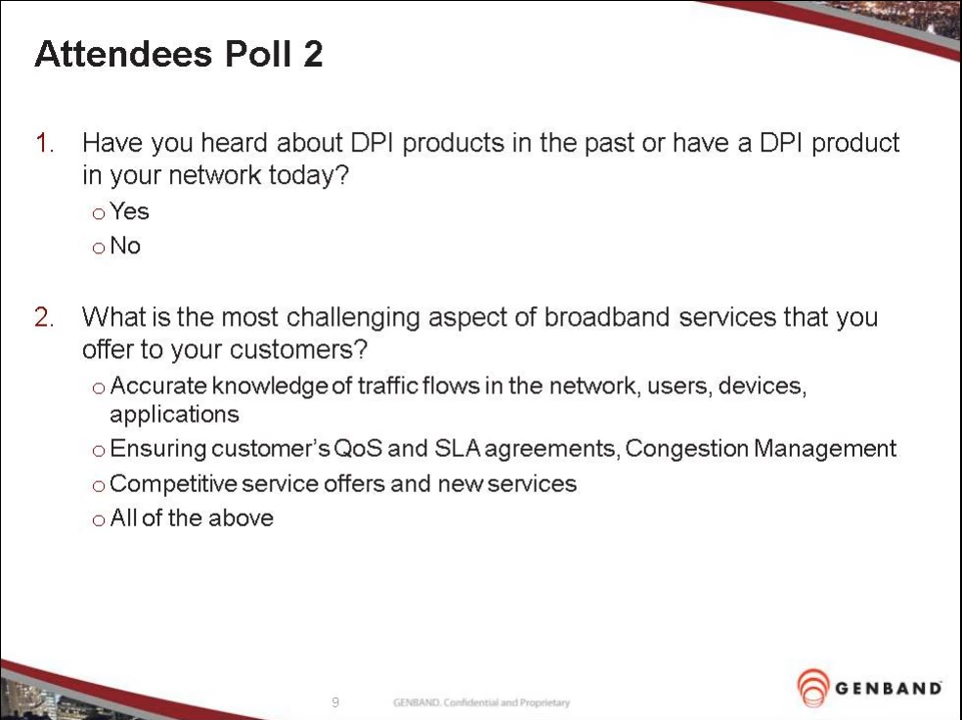 Attendees Poll 2
1. Have you heard about DPI products in the past or have a DPI product
in your network today?
o Yes
o No
2. What is the most challenging aspect of broadband services that you
offer to your customers?
o Accurate knowledge of traffic flows in the network, users, devices,
applications
o Ensuring customer's QoS and SLA agreements, Congestion Management
o Competitive service offers and new services
o All of the above
9
GENBAND. Confidential and Proprietary
GENBAND